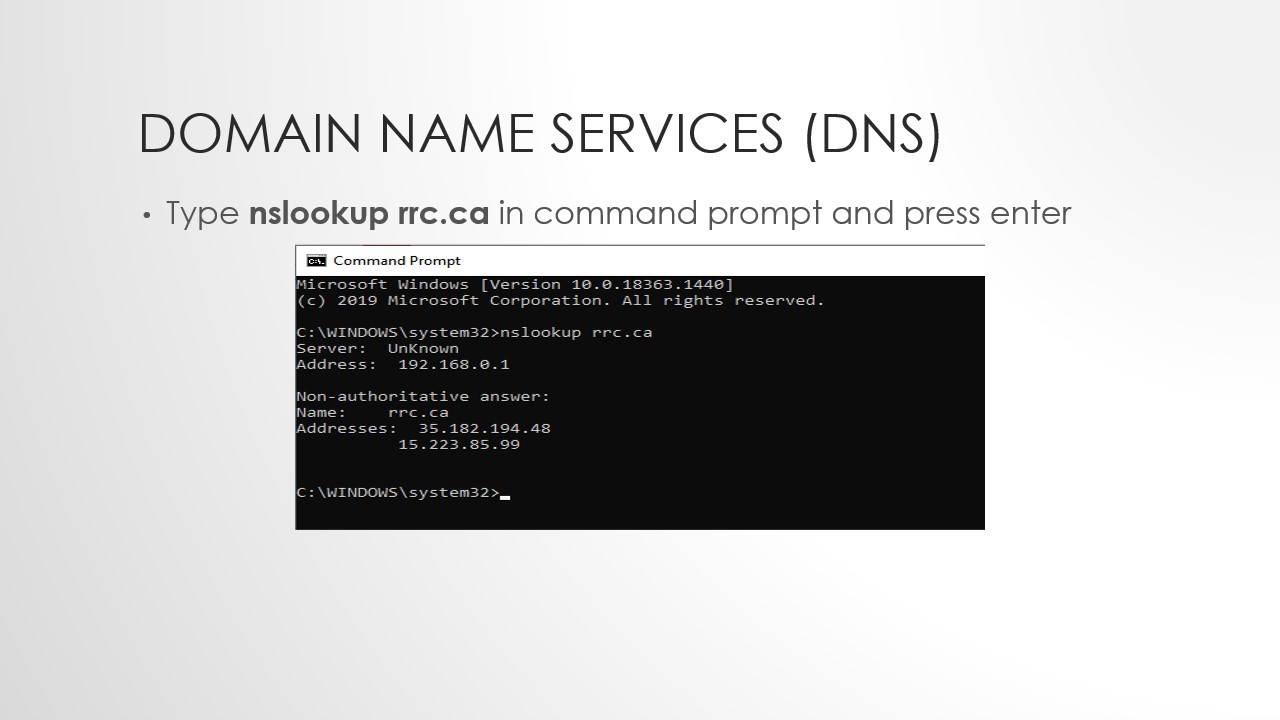 DOMAIN NAME SERVICES (DNS)
• Type nslookup rrc.ca in command prompt and press enter
Command Prompt
Microsoft Windows [Version 10.0.18363.1440]
(c) 2019 Microsoft Corporation. All rights reserved.
C:\WINDOWS\system32>nslookup rrc.ca
Server:  UnKnown
Address:  192.168.0.1
Non-authoritative answer:
Name:    rrc.ca
Addresses:  35.182.194.48
15.223.85.99
C:\WINDOWS\system32>